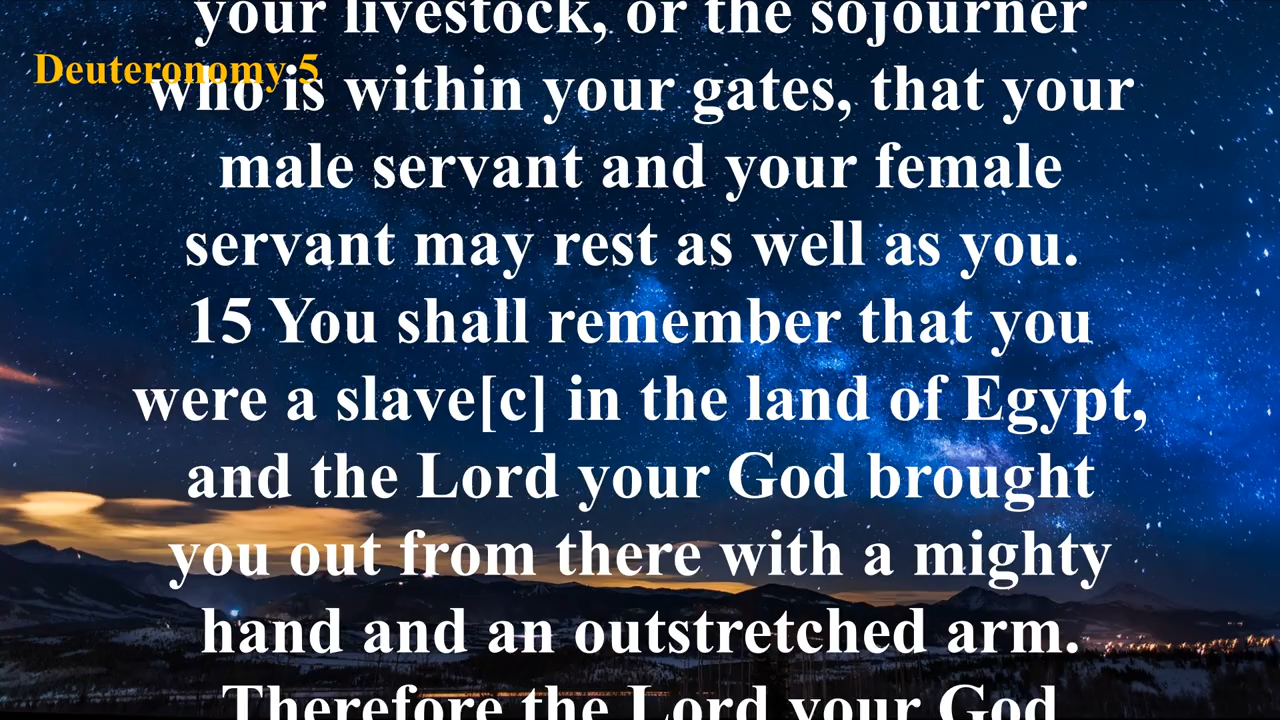 your livestock, or the sojourner
Deuteronomy 5
who is within your gates, that your
male servant and your female
servant may rest as well as you.
15 You shall remember that you
were a slave[c] in the land of Egypt,
and the Lord your God brought
you out from there with a mighty
hand and an outstretched arm.
Therefore the Lord your God